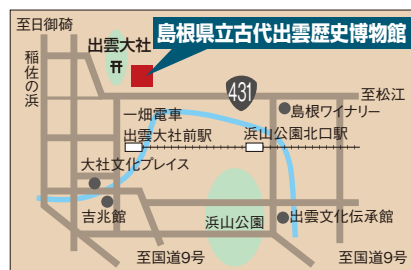 至日御碕
稲佐の浜
出雲大社
島根県立古代出雲歴史博物館
431
至松江
一畑電車
島根ワイナリー
出雲大社前駅
浜山公園北口駅
大社文化プレイス
吉兆館
浜山公園
出雲文化伝承館
至国道9号
至国道9号